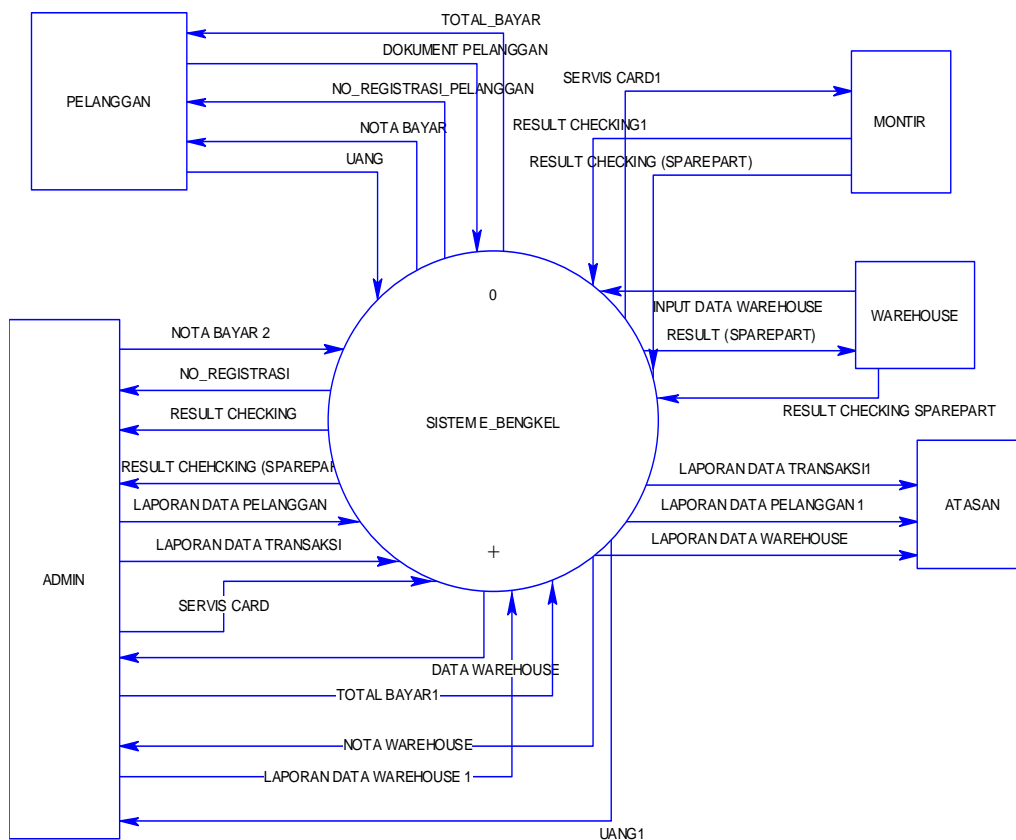 TOTAL_BAYAR
DOKUMENT PELANGGAN
NO_REGISTRASI_PELANGGAN
NOTA BAYAR
UANG
PELANGGAN
SERVIS CARD1
RESULT CHECKING1
RESULT CHECKING (SPAREPART)
MONTIR
0
INPUT DATA WAREHOUSE
RESULT (SPAREPART)
RESULT CHECKING SPAREPART
WAREHOUSE
NOTA BAYAR 2
NO_REGISTRASI
RESULT CHECKING
RESULT CHEHCKING (SPAREPAR
LAPORAN DATA PELANGGAN
LAPORAN DATA TRANSAKSI
SERVIS CARD
ADMIN
SISTEME_BENGKEL
+
LAPORAN DATA TRANSAKSI1
LAPORAN DATA PELANGGAN 1
LAPORAN DATA WAREHOUSE
ATASAN
DATA WAREHOUSE
TOTAL BAYAR1
NOTA WAREHOUSE
LAPORAN DATA WAREHOUSE 1
UANG1